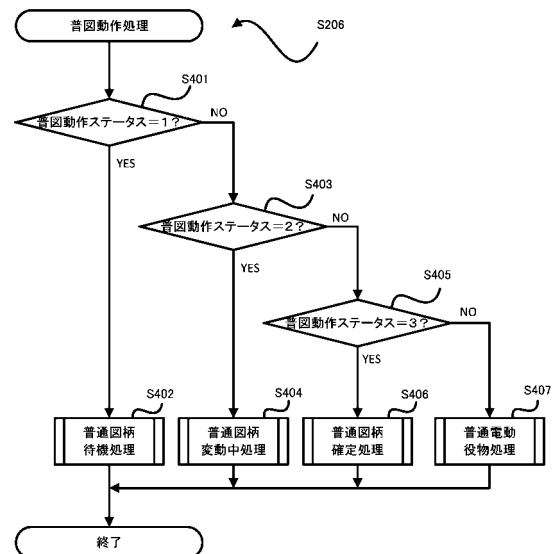 普図動作処理
S206
S401
普図動作ステータス=1?
NO
YES
S403
普図動作ステータス=2?
NO
YES
S405
普図動作ステータス=3?
NO
YES
S402
普通図柄
待機処理
S404
普通図柄
変動中処理
S406
普通図柄
確定処理
S407
普通電動
役物処理
終了